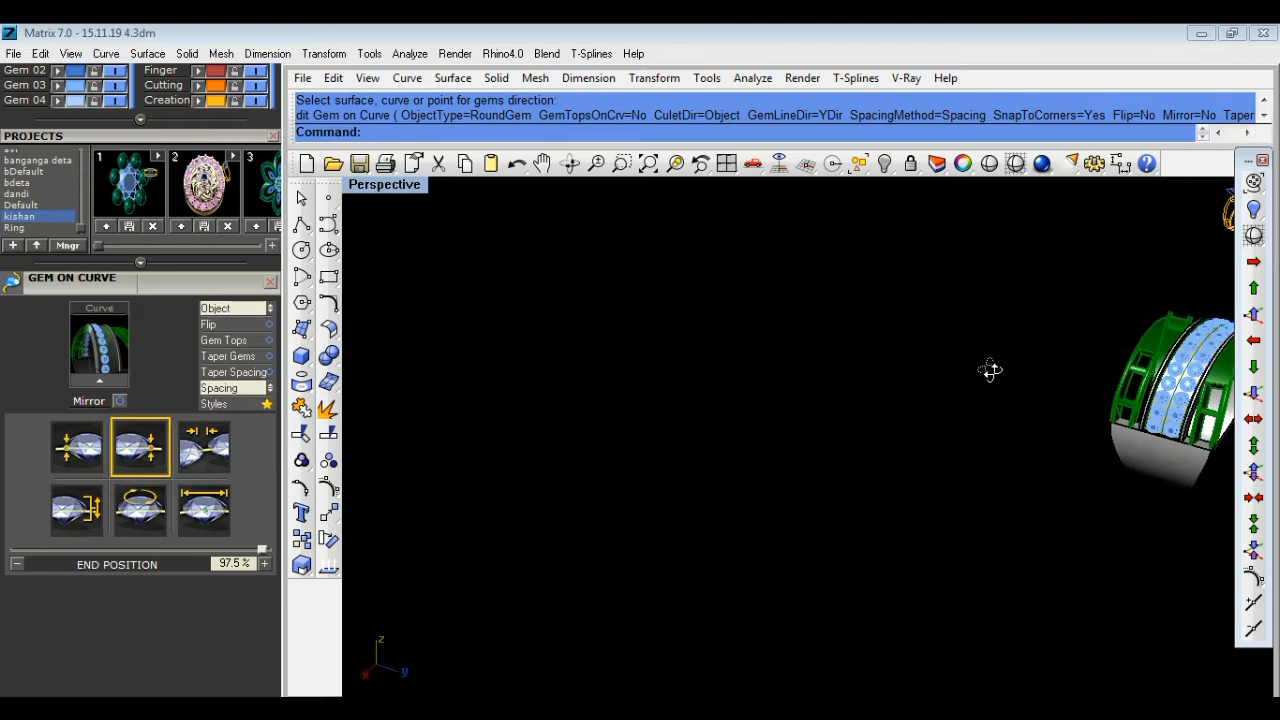 Matrix 7.0 - 15.11.19 4.3dm
File Edit View Curve Surface Solid Mesh Dimension Transform Tools Analyze Render Rhino4.0 Blend T-Splines Help
Gem 02 Finger
Gem 03 Cutting
Gem 04 Creation
PROJECTS
banganga deta
bDefault
bdeta
dandi
Default
kishan
Ring
Mngr
1 2 3
GEM ON CURVE
Curve
Mirror
Object
Flip
Gem Tops
Taper Gems
Taper Spacing
Spacing
Styles
END POSITION 97.5 %
File Edit View Curve Surface Solid Mesh Dimension Transform Tools Analyze Render T-Splines V-Ray Help
Select surface, curve or point for gems direction:
dit Gem on Curve ( ObjectType=RoundGem GemTopsOnCrv=No CuletDir=Object GemLineDir=YDir SpacingMethod=Spacing SnapToCorners=Yes Flip=No Mirror=No Taper
Command:
Perspective
z
x y